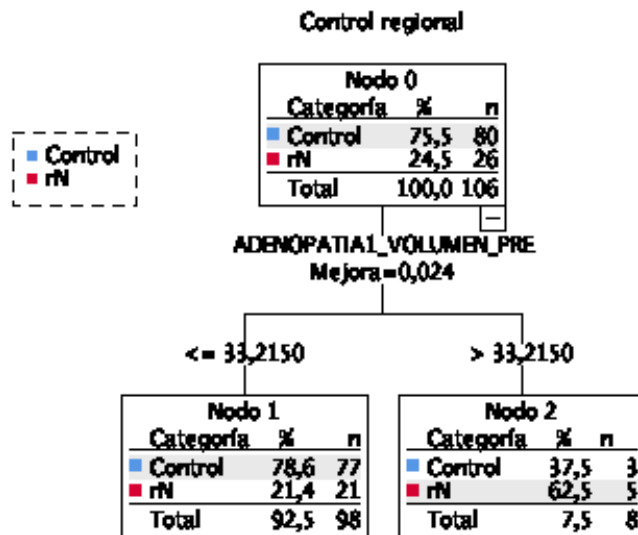 Control regional
Nodo 0
Categoría % n
Control 75,5 80
rN 24,5 26
Total 100,0 106
Control
rN
ADENOPATIA1_VOLUMEN_PRE
Mejora=0,024
<= 33,2150
> 33,2150
Nodo 1
Categoría % n
Control 78,6 77
rN 21,4 21
Total 92,5 98
Nodo 2
Categoría % n
Control 37,5 3
rN 62,5 5
Total 7,5 8